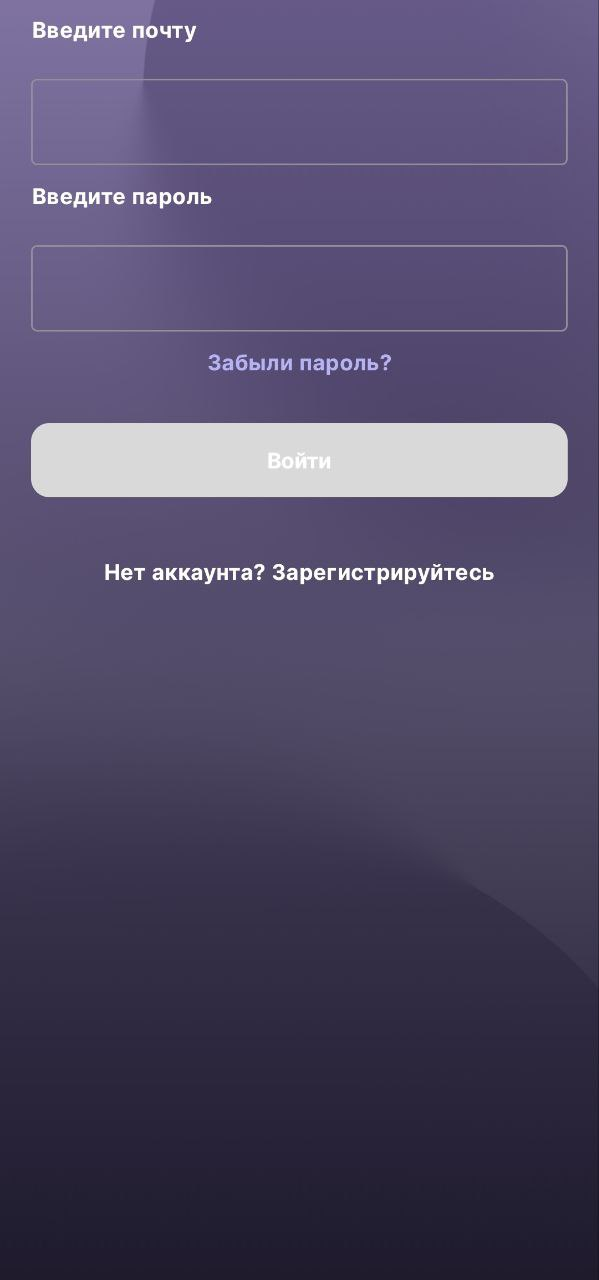 Введите почту
Введите пароль
Забыли пароль?
Войти
Нет аккаунта? Зарегистрируйтесь